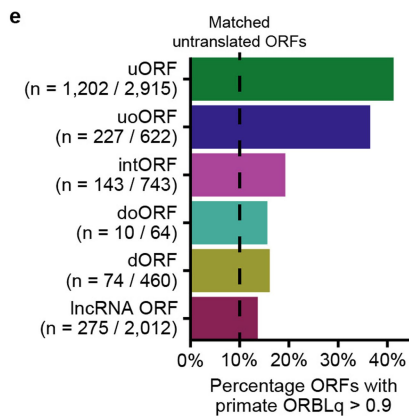 e
Matched
untranslated ORFs
uORF
(n = 1,202 / 2,915)
uoORF
(n = 227 / 622)
intORF
(n = 143 / 743)
doORF
(n = 10 / 64)
dORF
(n = 74 / 460)
lncRNA ORF
(n = 275 / 2,012)
0% 10% 20% 30% 40%
Percentage ORFs with
primate ORBLq > 0.9